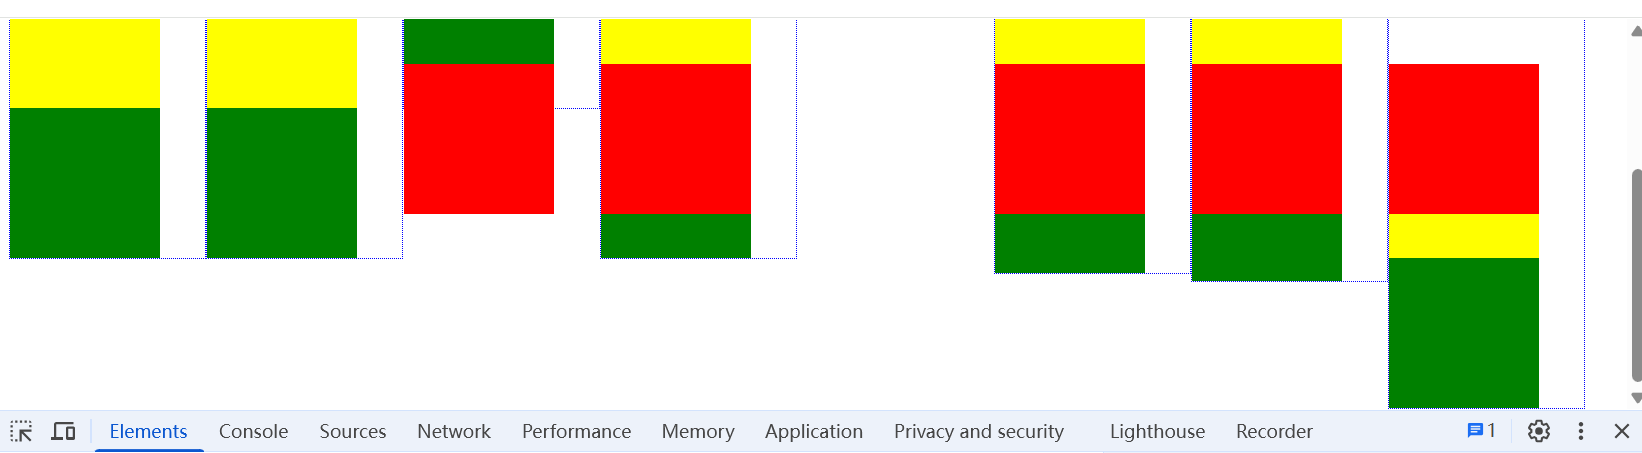 Elements Console Sources Network Performance Memory Application Privacy and security Lighthouse Recorder 1